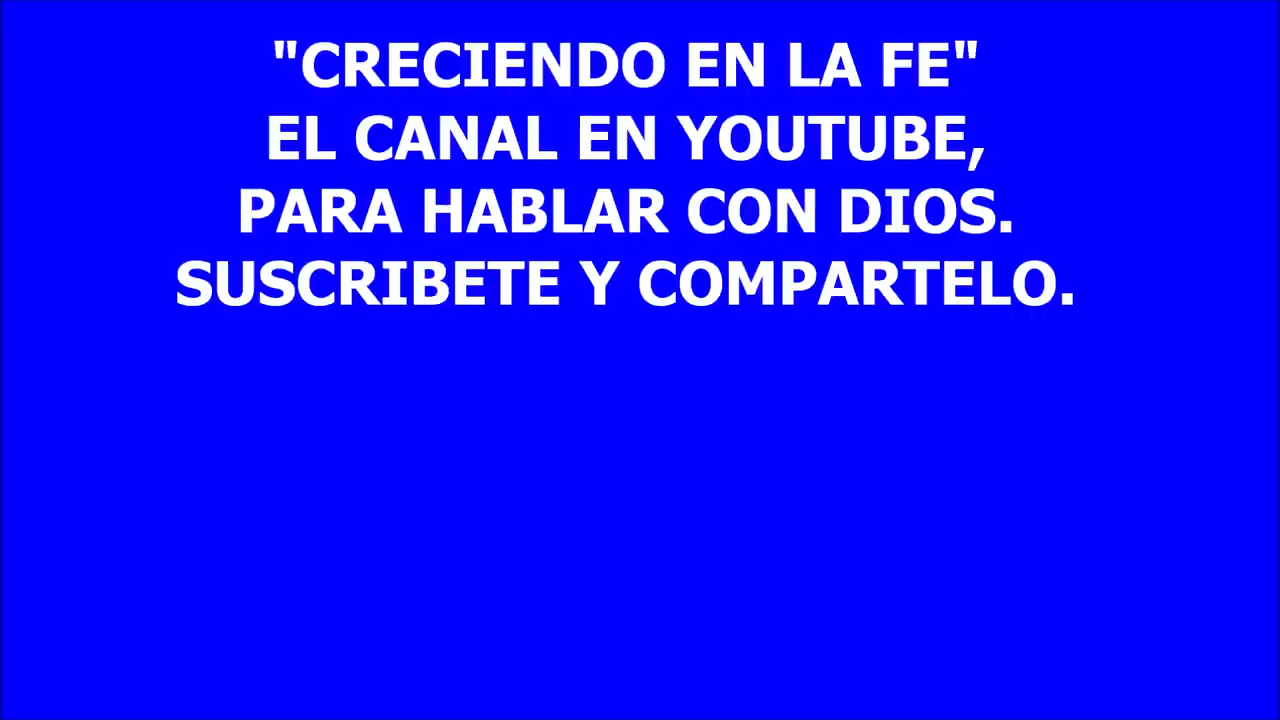 "CRECIENDO EN LA FE"
EL CANAL EN YOUTUBE,
PARA HABLAR CON DIOS.
SUSCRIBETE Y COMPARTELO.